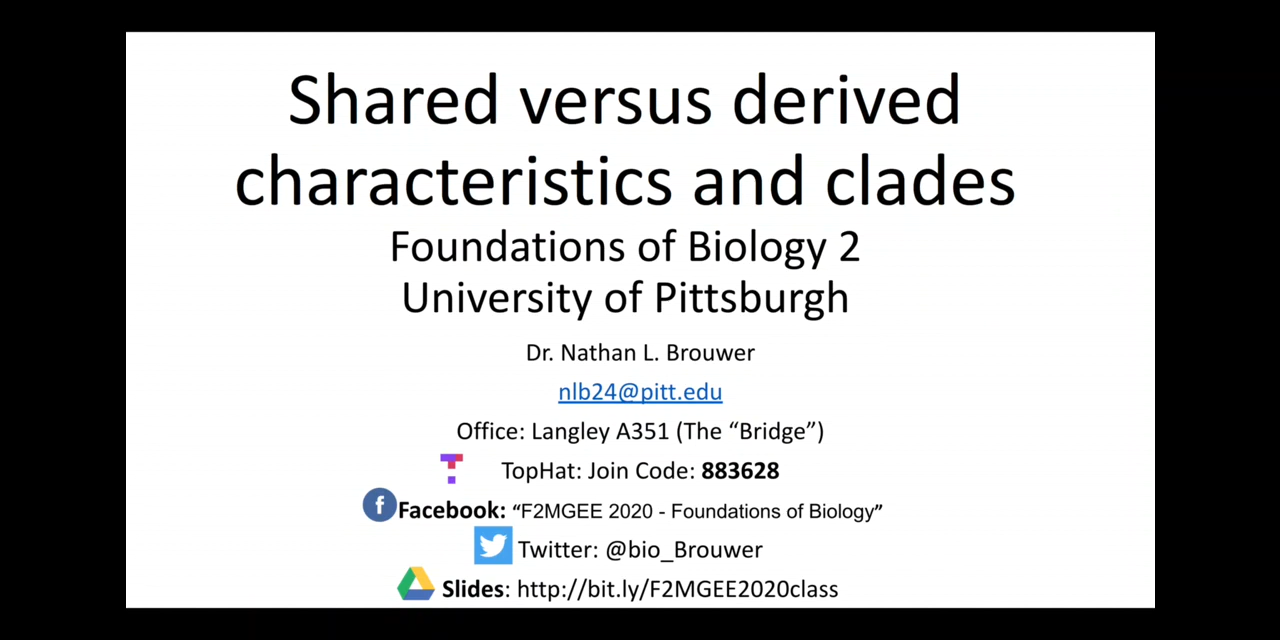 Shared versus derived
characteristics and clades
Foundations of Biology 2
University of Pittsburgh
Dr. Nathan L. Brouwer
nlb24@pitt.edu
Office: Langley A351 (The “Bridge”)
TopHat: Join Code: 883628
Facebook: “F2MGEE 2020 - Foundations of Biology”
Twitter: @bio_Brouwer
Slides: http://bit.ly/F2MGEE2020class